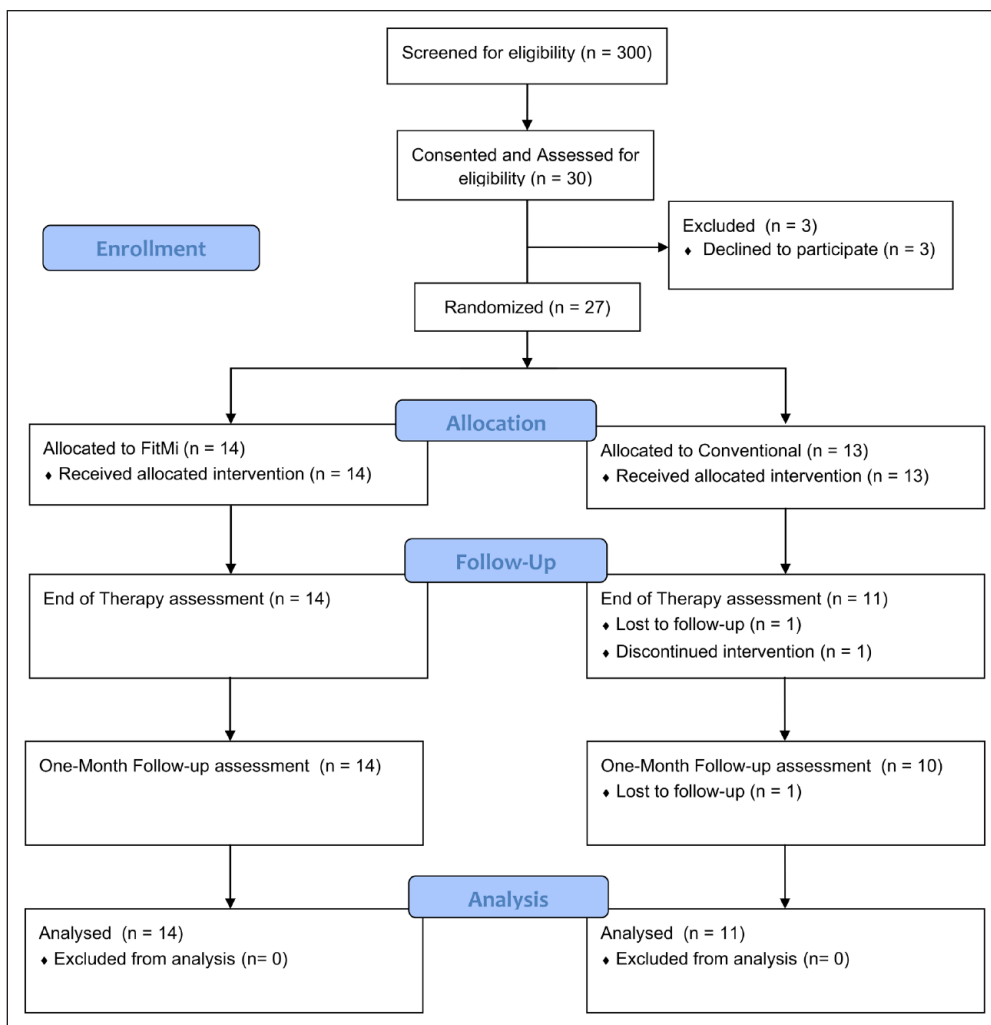 Screened for eligibility (n = 300)
Consented and Assessed for
eligibility (n = 30)
Enrollment
Excluded (n = 3)
♦ Declined to participate (n = 3)
Randomized (n = 27)
Allocation
Allocated to FitMi (n = 14)
♦ Received allocated intervention (n = 14)
Allocated to Conventional (n = 13)
♦ Received allocated intervention (n = 13)
Follow-Up
End of Therapy assessment (n = 14)
End of Therapy assessment (n = 11)
♦ Lost to follow-up (n = 1)
♦ Discontinued intervention (n = 1)
One-Month Follow-up assessment (n = 14)
One-Month Follow-up assessment (n = 10)
♦ Lost to follow-up (n = 1)
Analysis
Analysed (n = 14)
♦ Excluded from analysis (n= 0)
Analysed (n = 11)
♦ Excluded from analysis (n= 0)